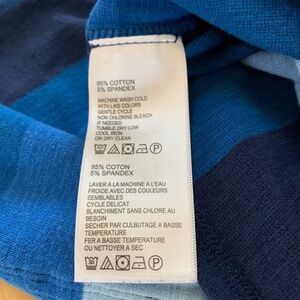 95% COTTON
5% SPANDEX
MACHINE WASH COLD
WITH LIKE COLORS
GENTLE CYCLE
NON CHLORINE BLEACH
IF NEEDED
TUMBLE DRY LOW
COOL IRON
OR DRY CLEAN
95% COTON
5% SPANDEX
LAVER A LA MACHINE A L'EAU
FROIDE AVEC DES COULEURS
SEMBLABLES
CYCLE DELICAT
BLANCHIMENT SANS CHLORE AU
BESOIN
SECHER PAR CULBUTAGE A BASSE
TEMPERATURE
FER A BASSE TEMPERATURE
OU NETTOYER A SEC